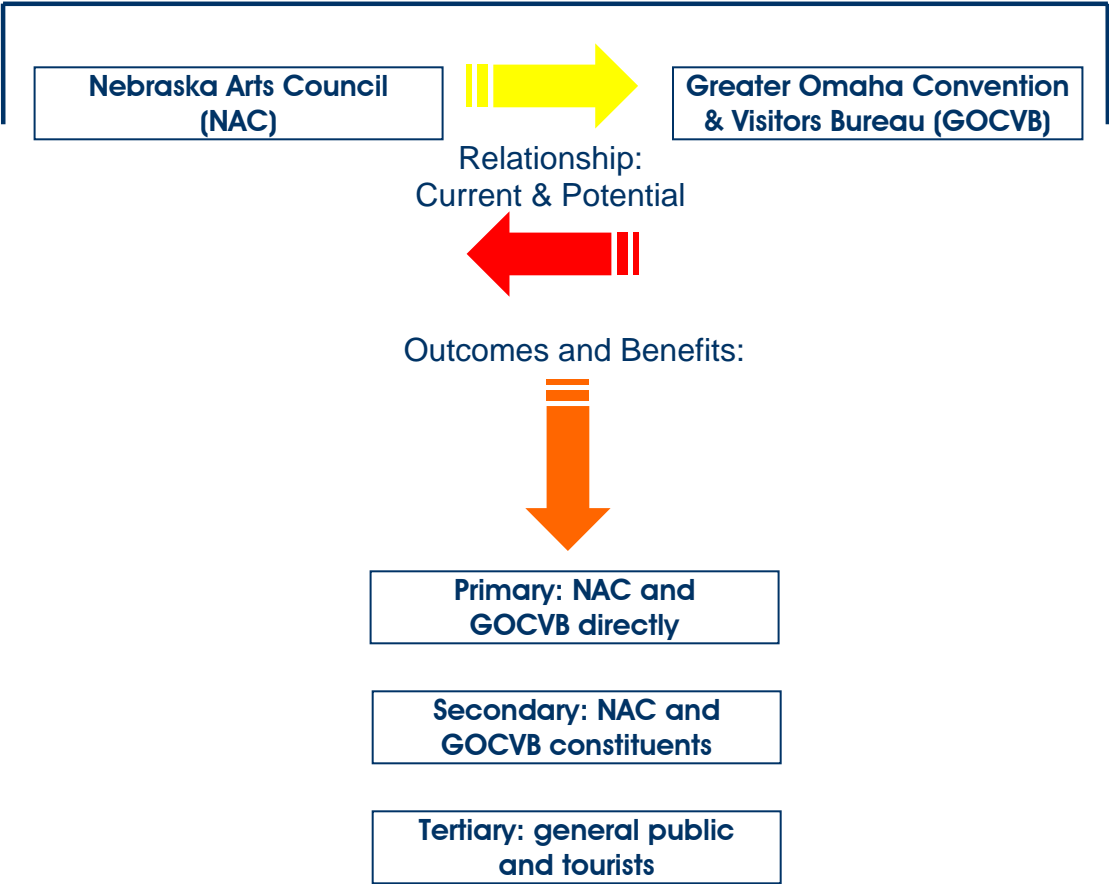 Nebraska Arts Council
(NAC)
Greater Omaha Convention
& Visitors Bureau (GOCVB)
Relationship:
Current & Potential
Outcomes and Benefits:
Primary: NAC and
GOCVB directly
Secondary: NAC and
GOCVB constituents
Tertiary: general public
and tourists